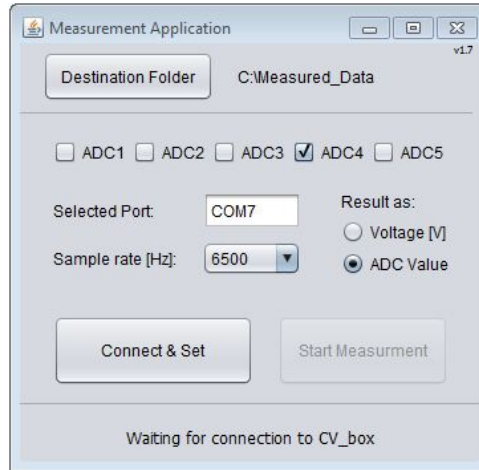 Measurement Application
v1.7
Destination Folder C:\Measured_Data
ADC1 ADC2 ADC3 ADC4 ADC5
Selected Port: COM7 Result as:
Voltage [V]
Sample rate [Hz]: 6500 ADC Value
Connect & Set Start Measurment
Waiting for connection to CV_box